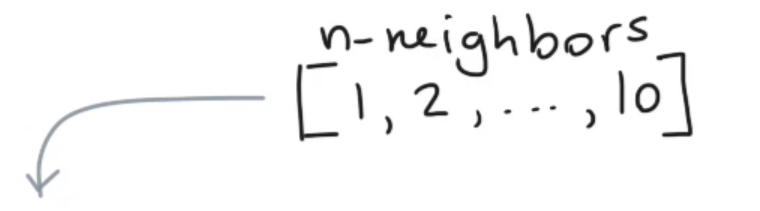 n-neighbors
[1, 2, ..., 10]